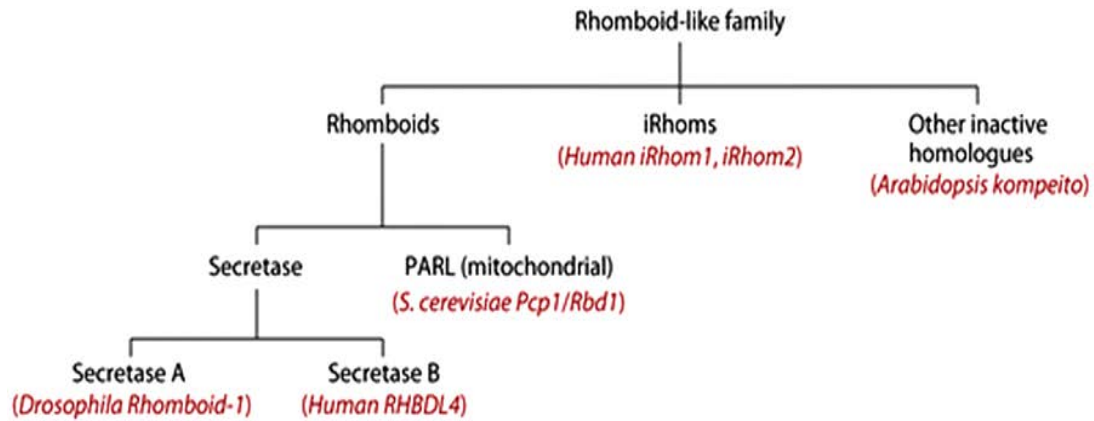 Rhomboid-like family
Rhomboids
iRhoms
(Human iRhom1, iRhom2)
Other inactive
homologues
(Arabidopsis kompeito)
Secretase
PARL (mitochondrial)
(S. cerevisiae Pcp1/Rbd1)
Secretase A
(Drosophila Rhomboid-1)
Secretase B
(Human RHBDL4)